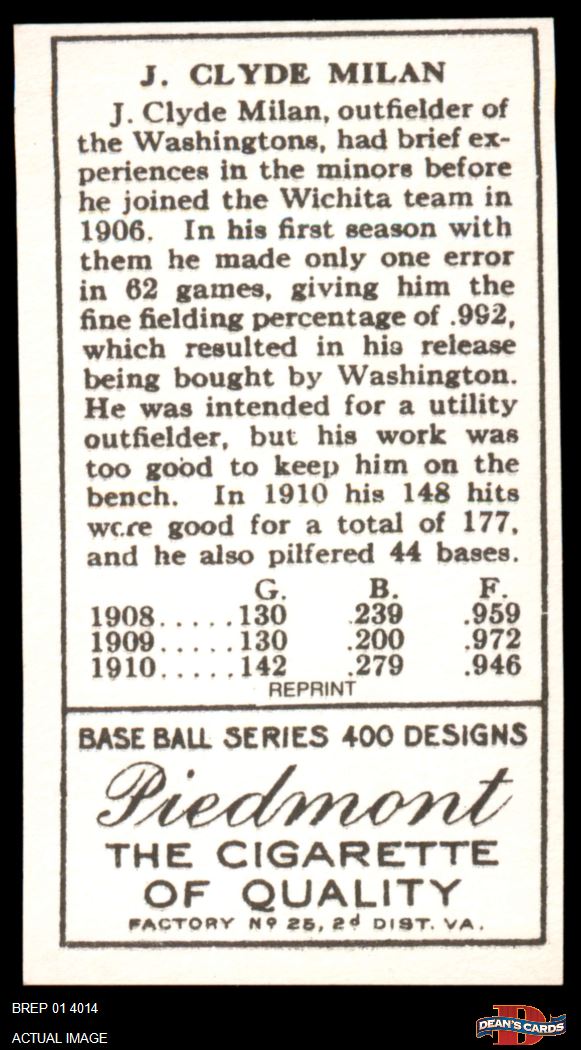 J. CLYDE MILAN
J. Clyde Milan, outfielder of
the Washingtons, had brief ex-
periences in the minors before
he joined the Wichita team in
1906. In his first season with
them he made only one error
in 62 games, giving him the
fine fielding percentage of .992,
which resulted in his release
being bought by Washington.
He was intended for a utility
outfielder, but his work was
too good to keep him on the
bench. In 1910 his 148 hits
were good for a total of 177,
and he also pilfered 44 bases.
G. B. F.
1908.....130 .239 .959
1909.....130 .200 .972
1910.....142 .279 .946
REPRINT
BASE BALL SERIES 400 DESIGNS
Piedmont
THE CIGARETTE
OF QUALITY
FACTORY Nº 25, 2d DIST. VA.
BREP 01 4014
ACTUAL IMAGE
D
DEAN'S CARDS